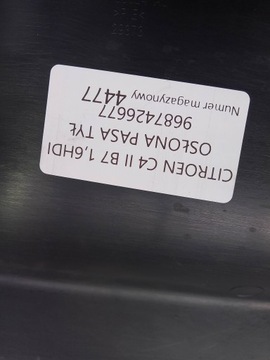 CITROEN C4 II B7 1,6HDI
OSŁONA PASA TYŁ
9687426677
Numer magazynowy 4477